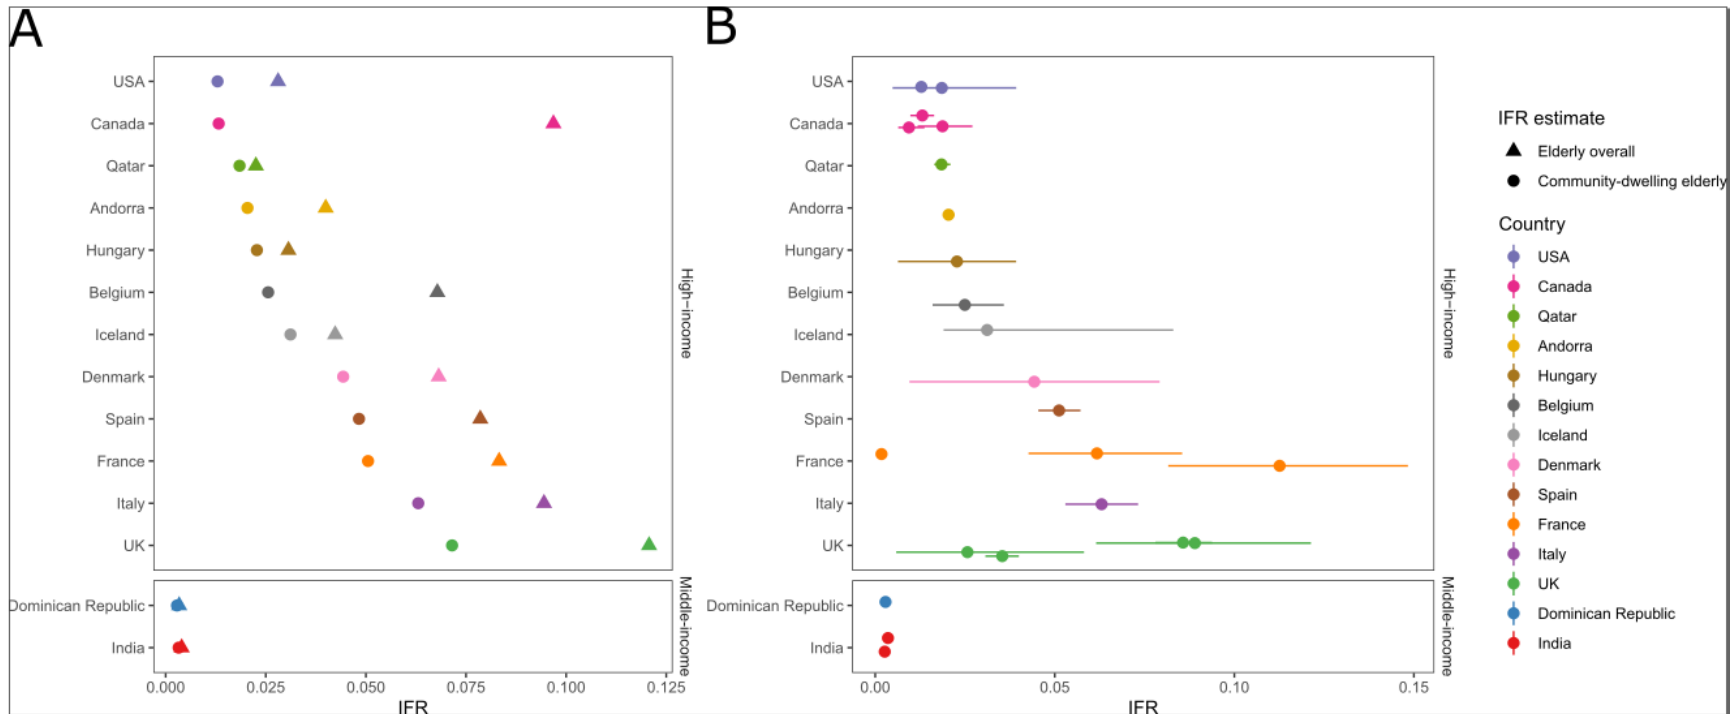 A
USA
Canada
Qatar
Andorra
Hungary
Belgium
Iceland
Denmark
Spain
France
Italy
UK
High−income
Dominican Republic
India
Middle-income
0.000 0.025 0.050 0.075 0.100 0.125
IFR
B
USA
Canada
Qatar
Andorra
Hungary
Belgium
Iceland
Denmark
Spain
France
Italy
UK
High−income
Dominican Republic
India
Middle-income
0.00 0.05 0.10 0.15
IFR
IFR estimate
Elderly overall
Community-dwelling elderly
Country
USA
Canada
Qatar
Andorra
Hungary
Belgium
Iceland
Denmark
Spain
France
Italy
UK
Dominican Republic
India